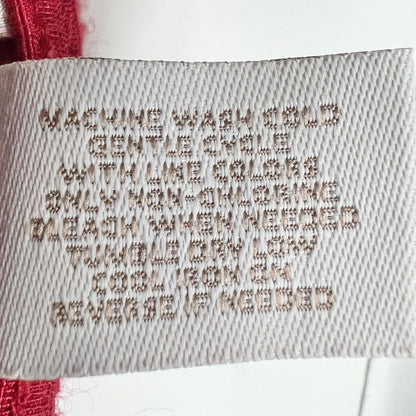 MACHINE WASH COLD
GENTLE CYCLE
WITH LIKE COLORS
ONLY NON-CHLORINE
BLEACH WHEN NEEDED
TUMBLE DRY LOW
COOL IRON ON
REVERSE IF NEEDED